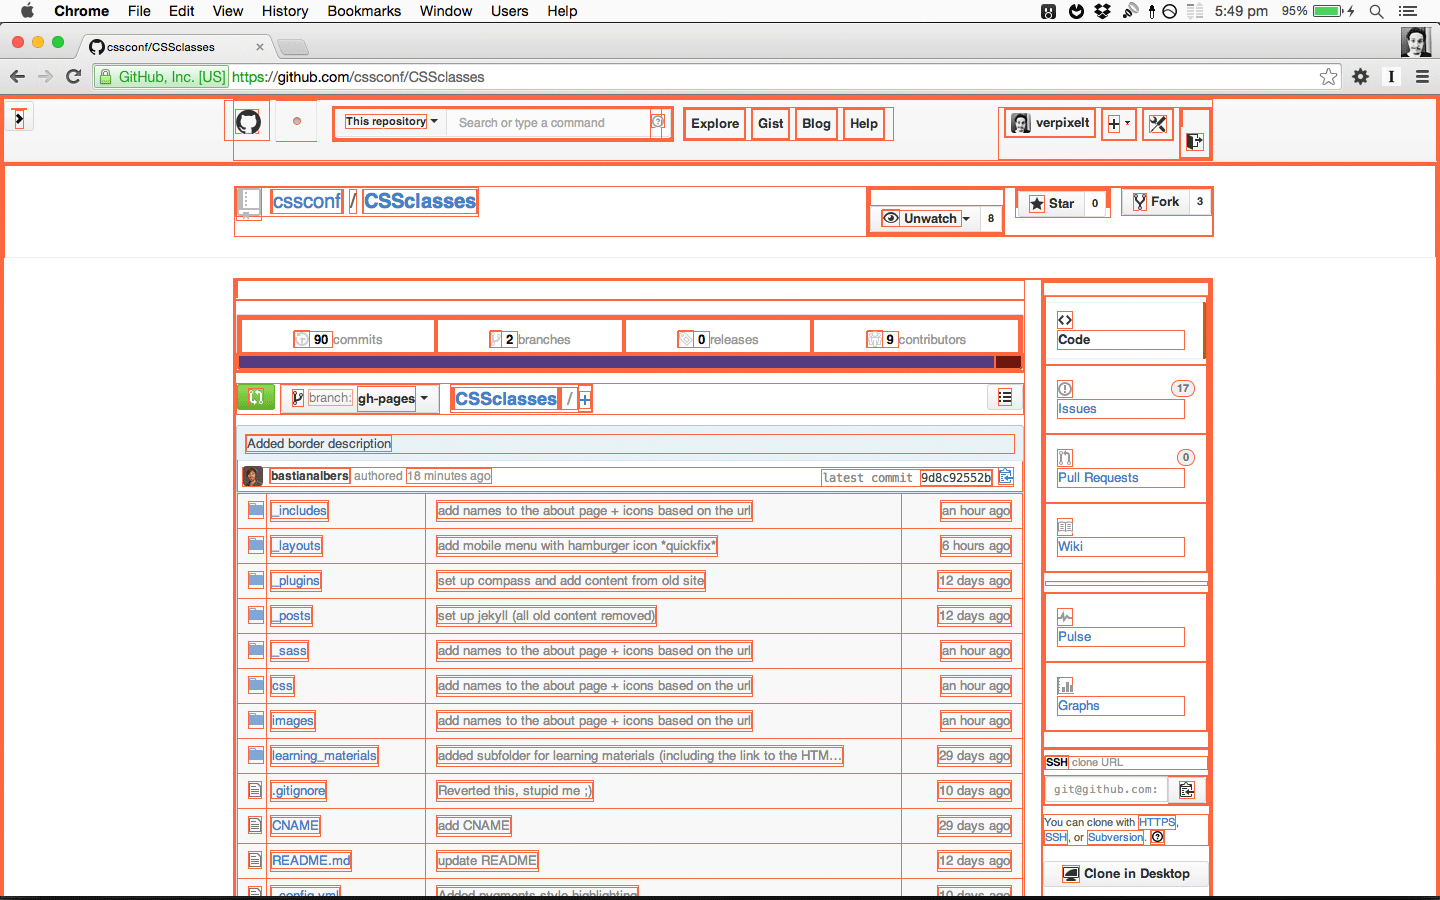 Chrome File Edit View History Bookmarks Window Users Help 5:49 pm 95%
cssconf/CSSclasses
GitHub, Inc. [US] https://github.com/cssconf/CSSclasses
This repository Search or type a command Explore Gist Blog Help verpixelt
cssconf / CSSclasses Unwatch 8 Star 0 Fork 3
90 commits 2 branches 0 releases 9 contributors
branch: gh-pages CSSclasses / +
Added border description
bastianalbers authored 18 minutes ago latest commit 9d8c92552b
_includes add names to the about page + icons based on the url an hour ago
_layouts add mobile menu with hamburger icon *quickfix* 6 hours ago
_plugins set up compass and add content from old site 12 days ago
_posts set up jekyll (all old content removed) 12 days ago
_sass add names to the about page + icons based on the url an hour ago
css add names to the about page + icons based on the url an hour ago
images add names to the about page + icons based on the url an hour ago
learning_materials added subfolder for learning materials (including the link to the HTM... 29 days ago
.gitignore Reverted this, stupid me ;) 10 days ago
CNAME add CNAME 29 days ago
README.md update README 12 days ago
_config.yml Added pygments style highlighting 10 days ago
Code
17
Issues
0
Pull Requests
Wiki
Pulse
Graphs
SSH clone URL
git@github.com:
You can clone with HTTPS,
SSH, or Subversion.
Clone in Desktop